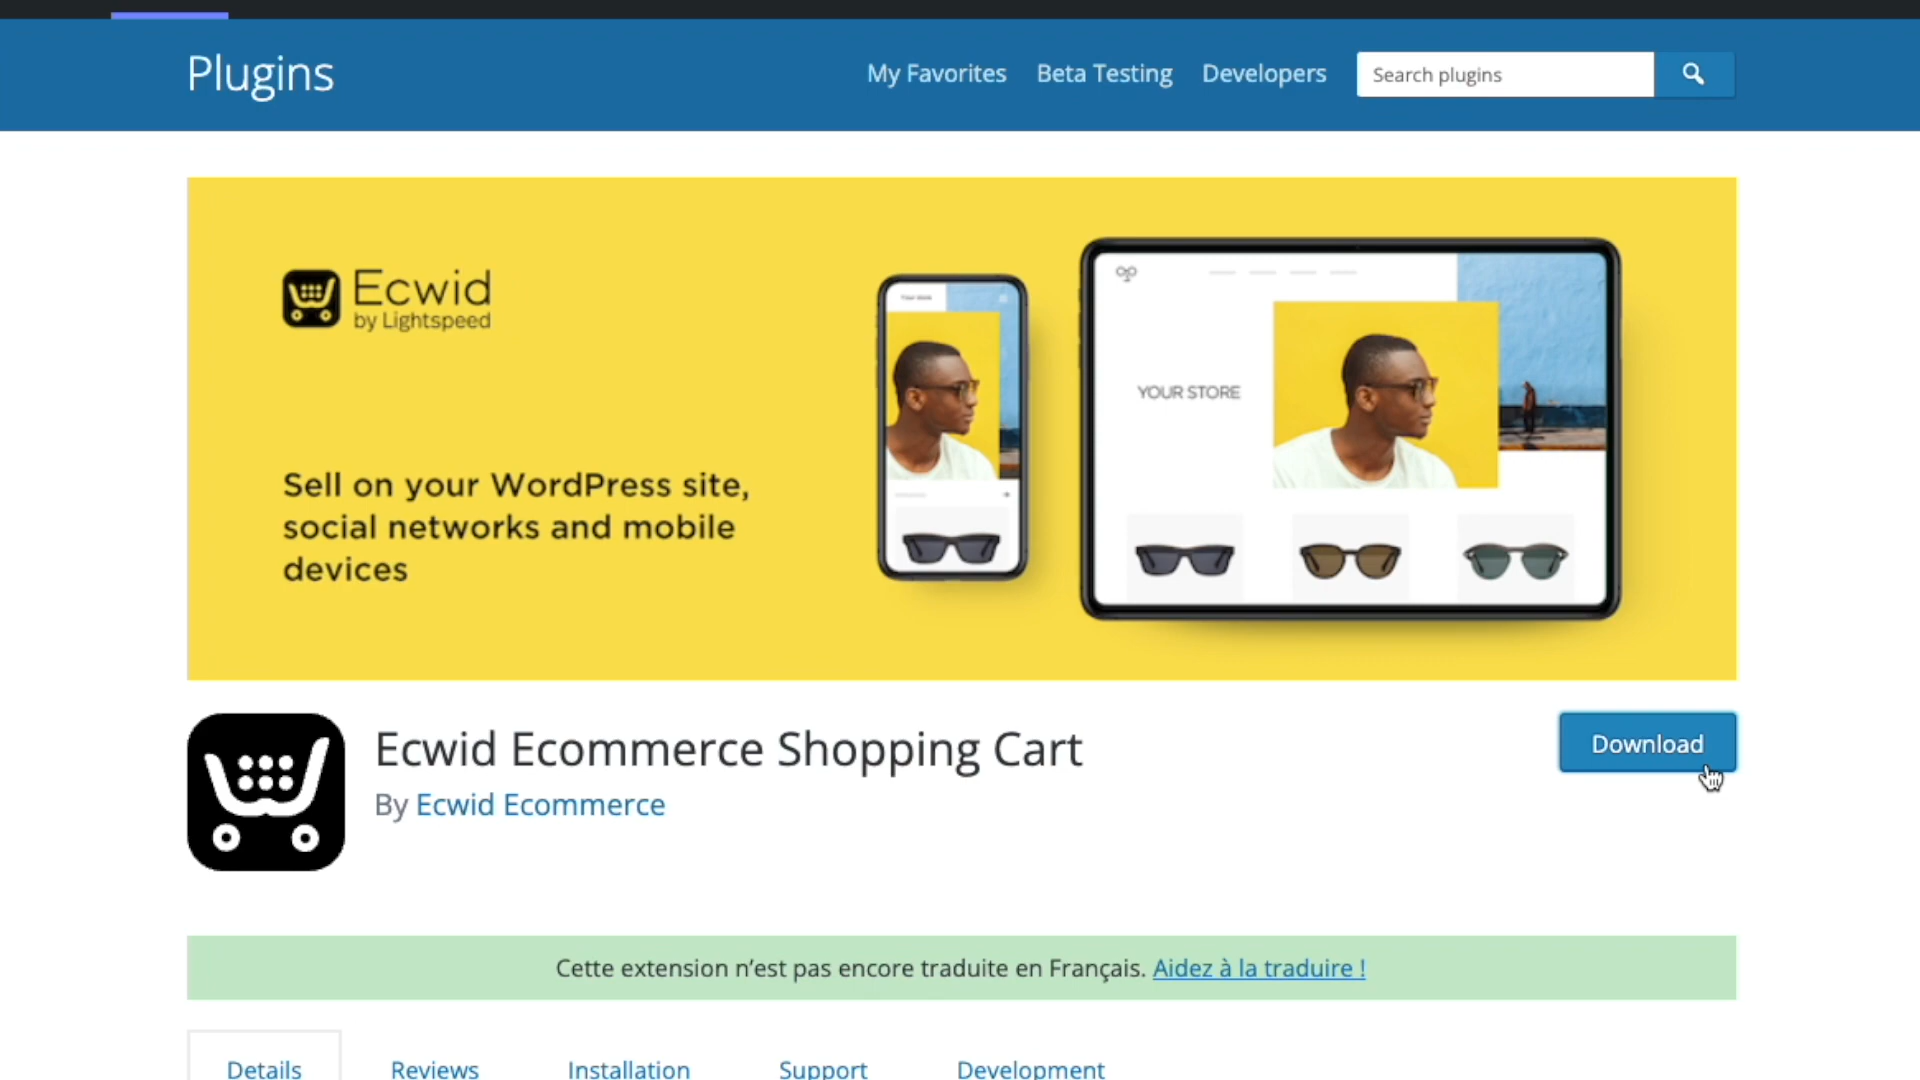 Plugins
My Favorites
Beta Testing
Developers
Search plugins
Ecwid
by Lightspeed
Sell on your WordPress site,
social networks and mobile
devices
Your store
YOUR STORE
Ecwid Ecommerce Shopping Cart
By Ecwid Ecommerce
Download
Cette extension n’est pas encore traduite en Français. Aidez à la traduire !
Details
Reviews
Installation
Support
Development